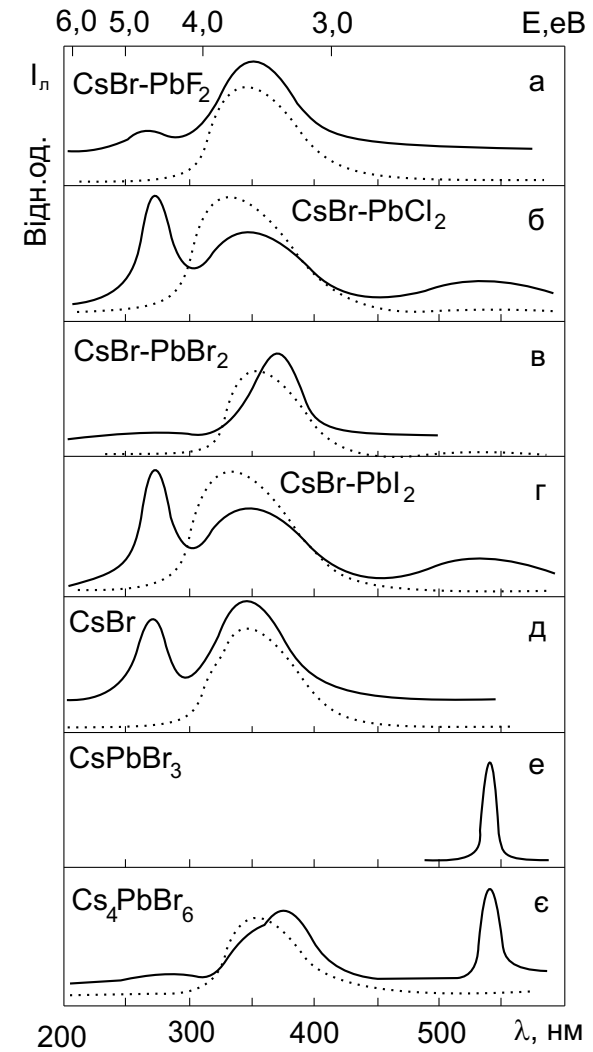 6,0 5,0 4,0 3,0 E,еВ
Iл
Відн.од.
CsBr-PbF2 а
CsBr-PbCl2 б
CsBr-PbBr2 в
CsBr-PbI2 г
CsBr д
CsPbBr3 е
Cs4PbBr6 є
200 300 400 500 λ, нм